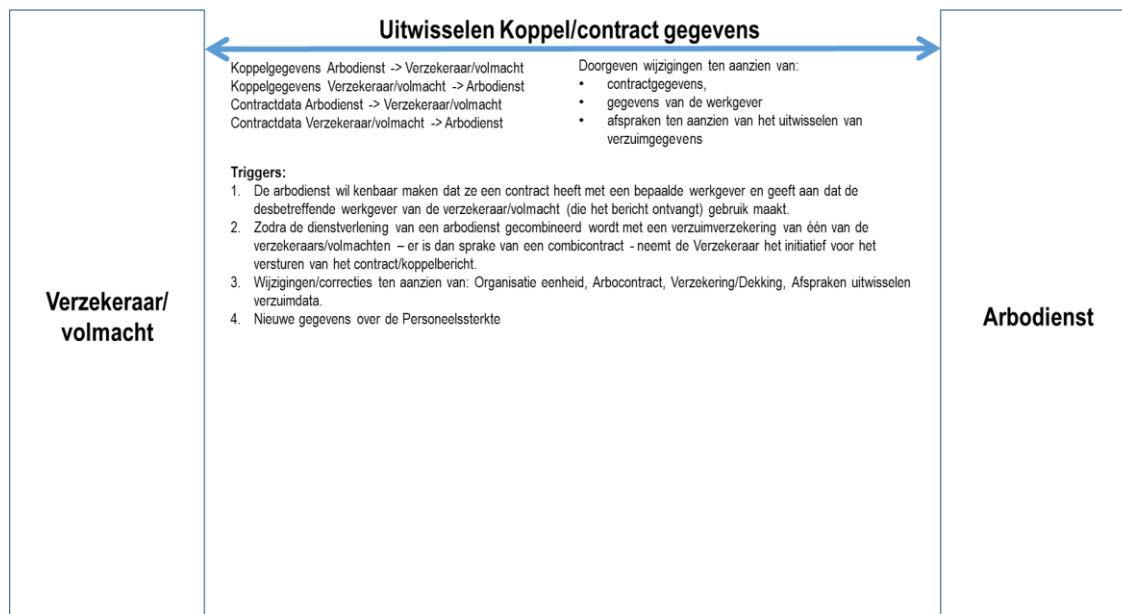 Uitwisselen Koppel/contract gegevens
Koppelgegevens Arbodienst -> Verzekeraar/volmacht
Koppelgegevens Verzekeraar/volmacht -> Arbodienst
Contractdata Arbodienst -> Verzekeraar/volmacht
Contractdata Verzekeraar/volmacht -> Arbodienst
Doorgeven wijzigingen ten aanzien van:
• contractgegevens,
• gegevens van de werkgever
• afspraken ten aanzien van het uitwisselen van
verzuimgegevens
Triggers:
1. De arbodienst wil kenbaar maken dat ze een contract heeft met een bepaalde werkgever en geeft aan dat de
desbetreffende werkgever van de verzekeraar/volmacht (die het bericht ontvangt) gebruik maakt.
2. Zodra de dienstverlening van een arbodienst gecombineerd wordt met een verzuimverzekering van één van de
verzekeraars/volmachten – er is dan sprake van een combicontract - neemt de Verzekeraar het initiatief voor het
versturen van het contract/koppelbericht.
3. Wijzigingen/correcties ten aanzien van: Organisatie eenheid, Arbocontract, Verzekering/Dekking, Afspraken uitwisselen
verzuimdata.
4. Nieuwe gegevens over de Personeelssterkte
Verzekeraar/
volmacht
Arbodienst